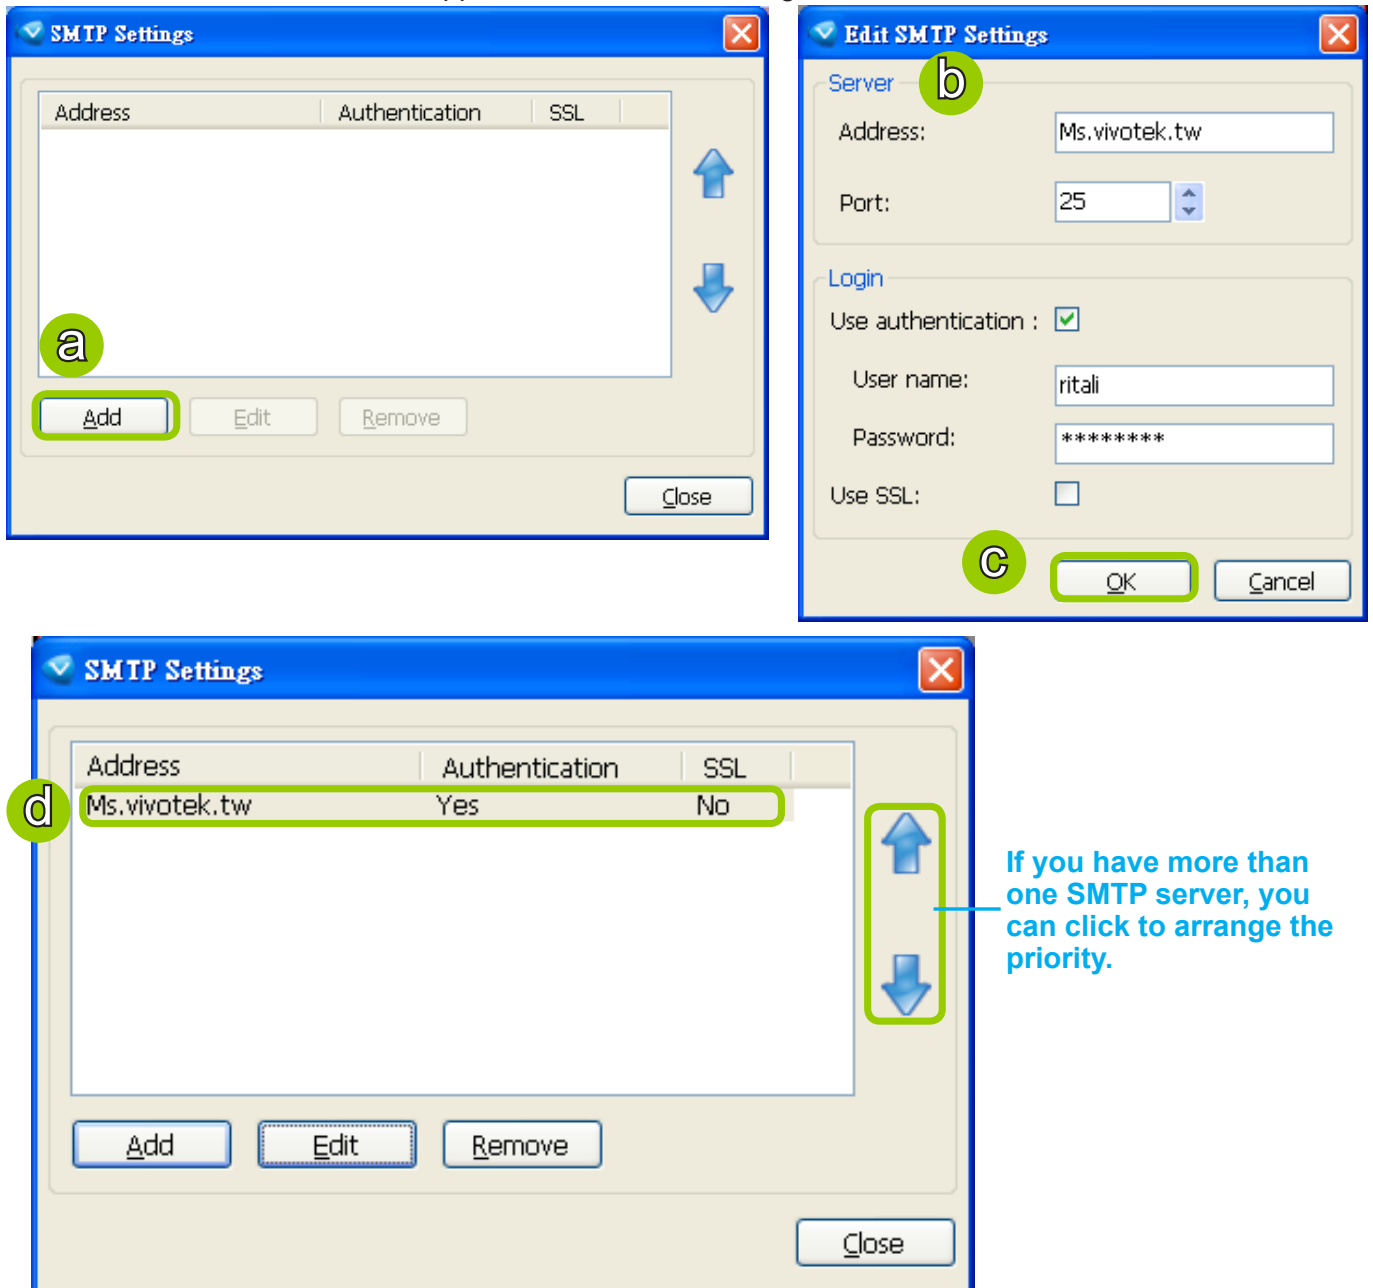 SMTP Settings
Address Authentication SSL
a
Add Edit Remove
Close
Edit SMTP Settings
b
Server
Address: Ms.vivotek.tw
Port: 25
Login
Use authentication :
User name: ritali
Password: ********
Use SSL:
c
OK Cancel
SMTP Settings
Address Authentication SSL
d
Ms.vivotek.tw Yes No
If you have more than
one SMTP server, you
can click to arrange the
priority.
Add Edit Remove
Close